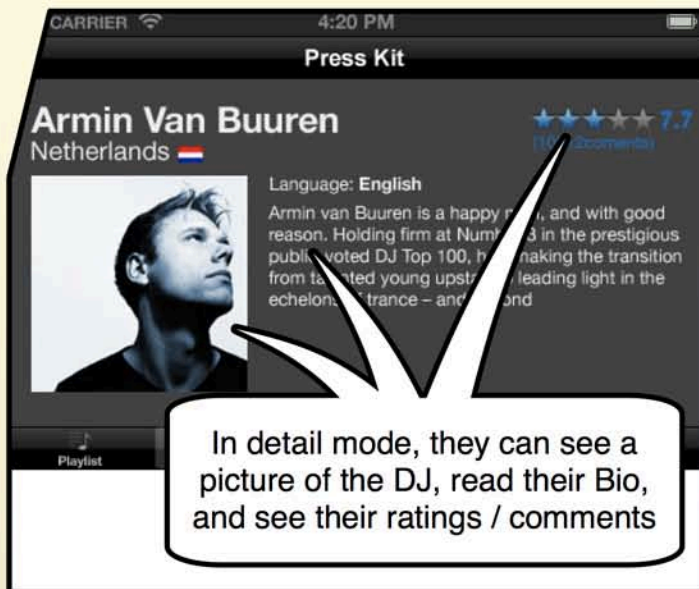 CARRIER 4:20 PM
Press Kit
Armin Van Buuren
7.7
Netherlands
Language: English
Armin van Buuren is a happy and with good
reason. Holding firm at 3 in the prestigious
voted DJ Top 100, making the transition
from young leading light in the
trance – and
Playlist
In detail mode, they can see a
picture of the DJ, read their Bio,
and see their ratings / comments